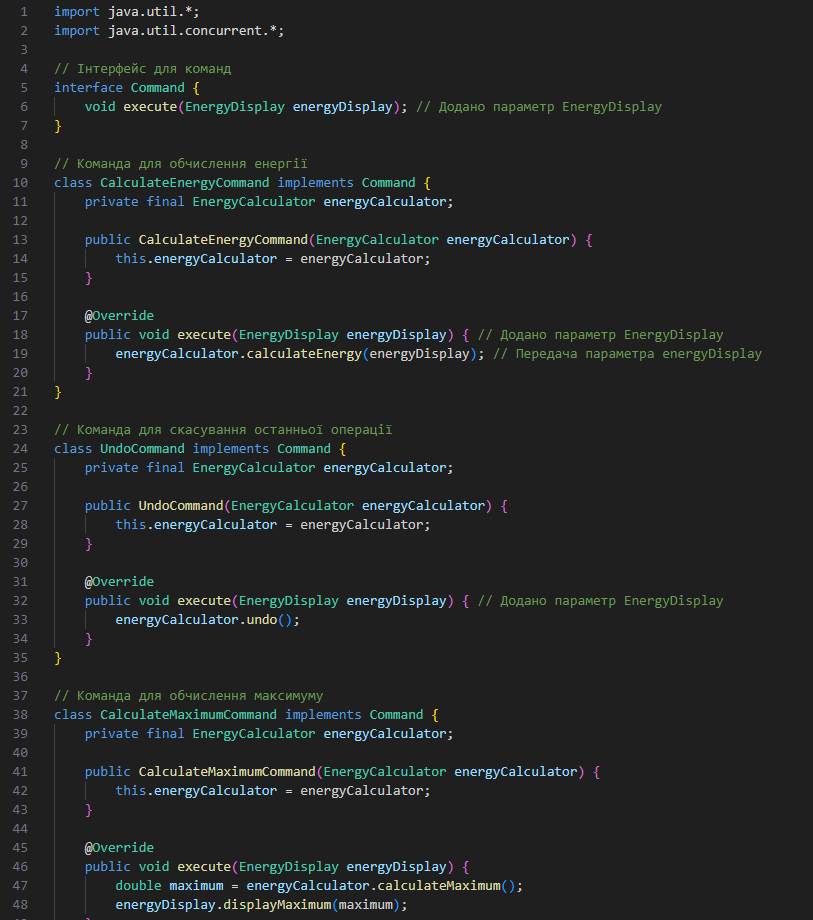 1 import java.util.*;
2 import java.util.concurrent.*;
3
4 // Інтерфейс для команд
5 interface Command {
6     void execute(EnergyDisplay energyDisplay); // Додано параметр EnergyDisplay
7 }
8
9 // Команда для обчислення енергії
10 class CalculateEnergyCommand implements Command {
11     private final EnergyCalculator energyCalculator;
12
13     public CalculateEnergyCommand(EnergyCalculator energyCalculator) {
14         this.energyCalculator = energyCalculator;
15     }
16
17     @Override
18     public void execute(EnergyDisplay energyDisplay) { // Додано параметр EnergyDisplay
19         energyCalculator.calculateEnergy(energyDisplay); // Передача параметра energyDisplay
20     }
21 }
22
23 // Команда для скасування останньої операції
24 class UndoCommand implements Command {
25     private final EnergyCalculator energyCalculator;
26
27     public UndoCommand(EnergyCalculator energyCalculator) {
28         this.energyCalculator = energyCalculator;
29     }
30
31     @Override
32     public void execute(EnergyDisplay energyDisplay) { // Додано параметр EnergyDisplay
33         energyCalculator.undo();
34     }
35 }
36
37 // Команда для обчислення максимуму
38 class CalculateMaximumCommand implements Command {
39     private final EnergyCalculator energyCalculator;
40
41     public CalculateMaximumCommand(EnergyCalculator energyCalculator) {
42         this.energyCalculator = energyCalculator;
43     }
44
45     @Override
46     public void execute(EnergyDisplay energyDisplay) {
47         double maximum = energyCalculator.calculateMaximum();
48         energyDisplay.displayMaximum(maximum);